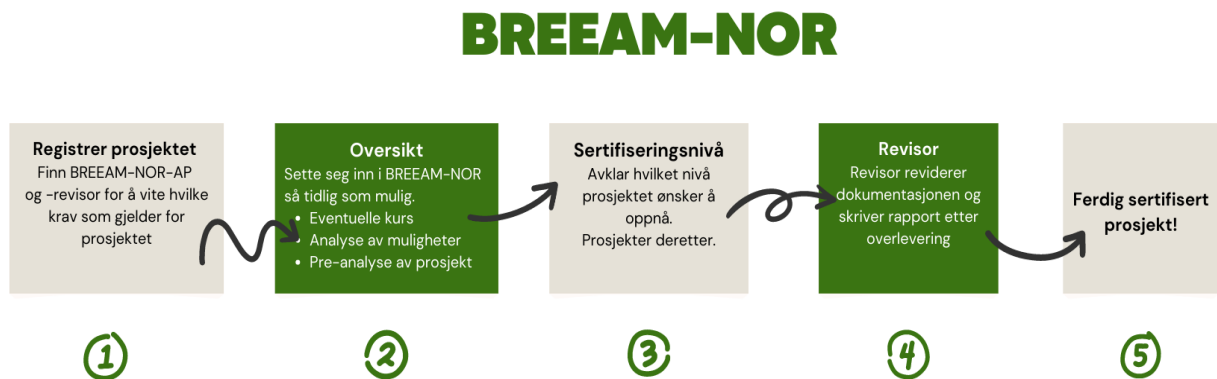 BREEAM-NOR
Registrer prosjektet
Finn BREEAM-NOR-AP
og -revisor for å vite hvilke
krav som gjelder for
prosjektet
Oversikt
Sette seg inn i BREEAM-NOR
så tidlig som mulig.
• Eventuelle kurs
• Analyse av muligheter
• Pre-analyse av prosjekt
Sertifiseringsnivå
Avklar hvilket nivå
prosjektet ønsker å
oppnå.
Prosjekter deretter.
Revisor
Revisor reviderer
dokumentasjonen og
skriver rapport etter
overlevering
Ferdig sertifisert
prosjekt!
1
2
3
4
5